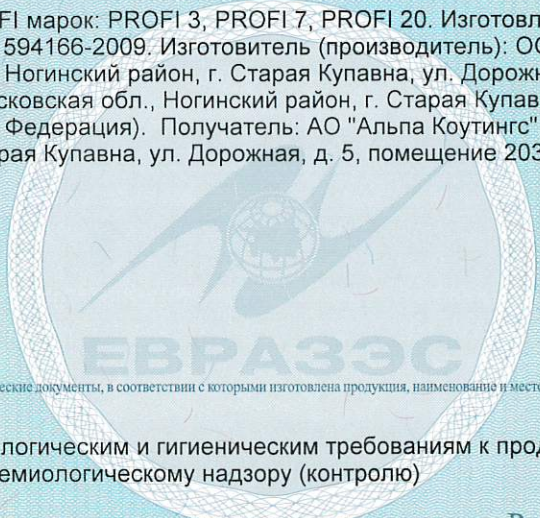 FI марок: PROFI 3, PROFI 7, PROFI 20. Изготовл
594166-2009. Изготовитель (производитель): ОО
Ногинский район, г. Старая Купавна, ул. Дорожн
сковская обл., Ногинский район, г. Старая Купав
Федерация). Получатель: АО "Альпа Коутингс"
рая Купавна, ул. Дорожная, д. 5, помещение 203
ЕВРАЗЭС
еские документы, в соответствии с которыми изготовлена продукция, наименование и место
логическим и гигиеническим требованиям к прод
емиологическому надзору (контролю)